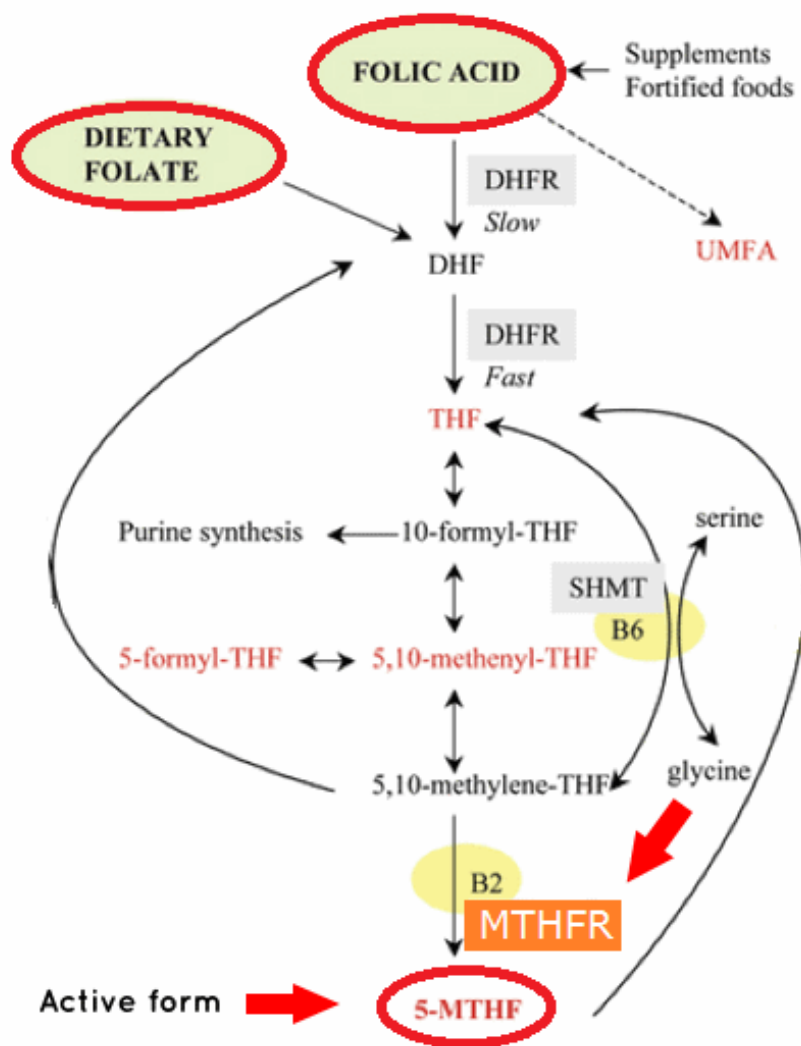 FOLIC ACID
Supplements
Fortified foods
DIETARY
FOLATE
DHFR
Slow
UMFA
DHF
DHFR
Fast
THF
serine
Purine synthesis
10-formyl-THF
SHMT
B6
5-formyl-THF
5,10-methenyl-THF
glycine
5,10-methylene-THF
B2
MTHFR
Active form
5-MTHF